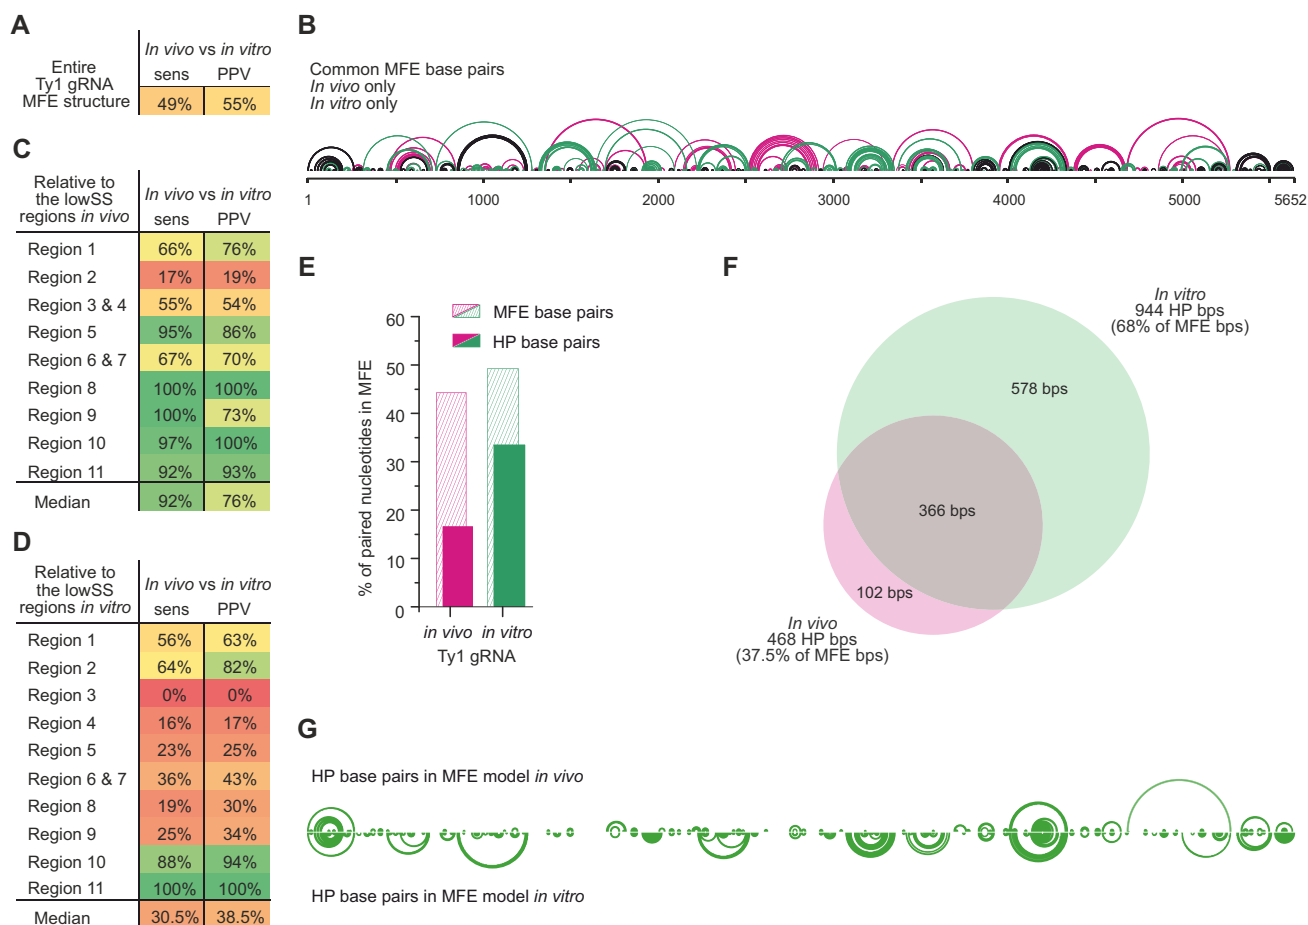 A
In vivo vs in vitro
Entire
Ty1 gRNA
MFE structure
sens PPV
49% 55%
B
Common MFE base pairs
In vivo only
In vitro only
1 1000 2000 3000 4000 5000 5652
C
Relative to
the lowSS
regions in vivo
In vivo vs in vitro
sens PPV
Region 1 66% 76%
Region 2 17% 19%
Region 3 & 4 55% 54%
Region 5 95% 86%
Region 6 & 7 67% 70%
Region 8 100% 100%
Region 9 100% 73%
Region 10 97% 100%
Region 11 92% 93%
Median 92% 76%
D
Relative to
the lowSS
regions in vitro
In vivo vs in vitro
sens PPV
Region 1 56% 63%
Region 2 64% 82%
Region 3 0% 0%
Region 4 16% 17%
Region 5 23% 25%
Region 6 & 7 36% 43%
Region 8 19% 30%
Region 9 25% 34%
Region 10 88% 94%
Region 11 100% 100%
Median 30.5% 38.5%
E
% of paired nucleotides in MFE
60
50
40
30
20
10
0
MFE base pairs
HP base pairs
in vivo in vitro
Ty1 gRNA
F
In vitro
944 HP bps
(68% of MFE bps)
578 bps
366 bps
102 bps
In vivo
468 HP bps
(37.5% of MFE bps)
G
HP base pairs in MFE model in vivo
HP base pairs in MFE model in vitro